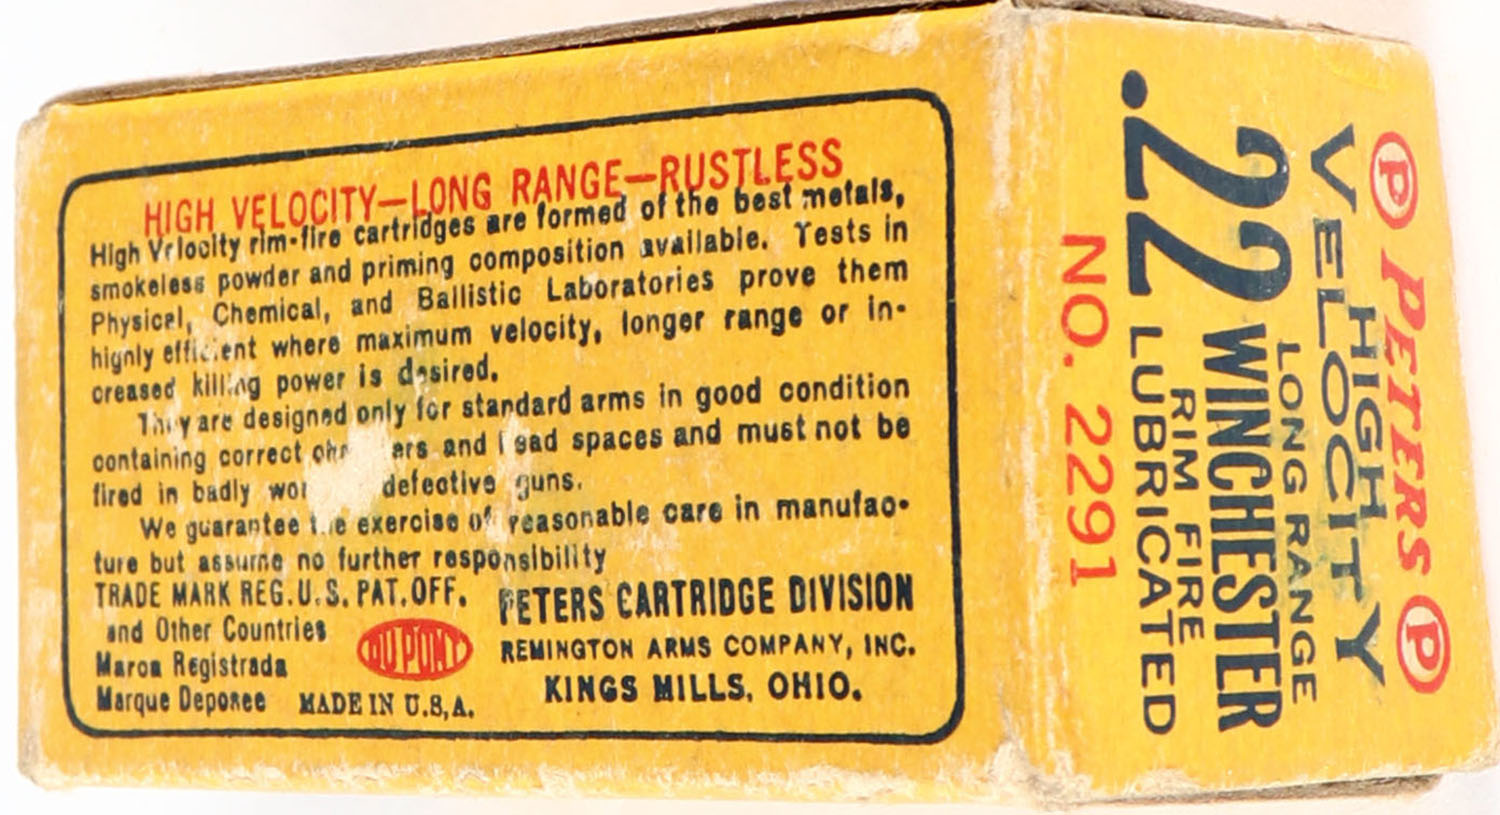 HIGH VELOCITY—LONG RANGE—RUSTLESS
High Velocity rim-fire cartridges are formed of the best metals,
smokeless powder and priming composition available. Tests in
Physical, Chemical, and Ballistic Laboratories prove them
highly efficient where maximum velocity, longer range or in-
creased killing power is desired.
They are designed only for standard arms in good condition
containing correct and head spaces and must not be
fired in badly defective guns.
We guarantee the exercise of reasonable care in manufac-
ture but assume no further responsibility
TRADE MARK REG. U.S. PAT. OFF.
and Other Countries
Marca Registrada
Marque Deposee
DU PONT
MADE IN U.S.A.
PETERS CARTRIDGE DIVISION
REMINGTON ARMS COMPANY, INC.
KINGS MILLS, OHIO.
P PETERS P
HIGH
VELOCITY
LONG RANGE
22 WINCHESTER
RIM FIRE
.22 LUBRICATED
NO. 2291